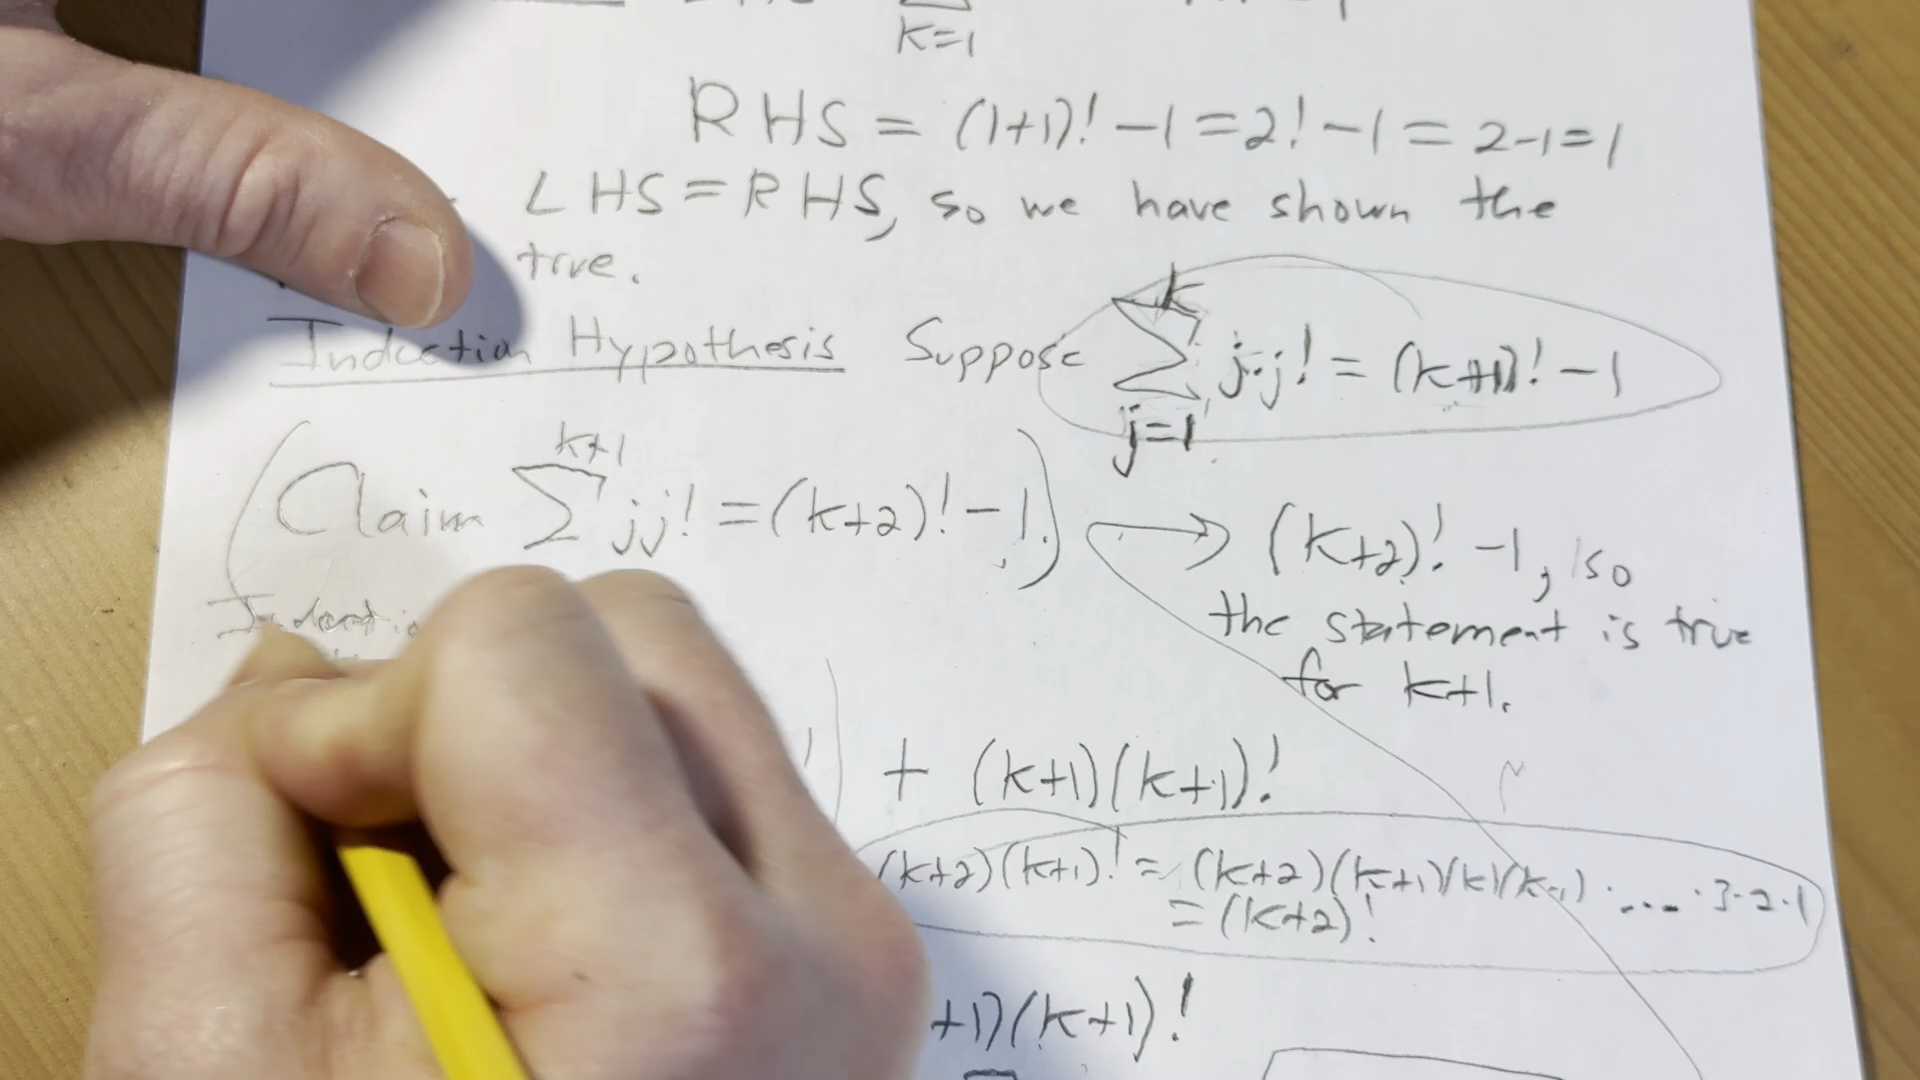 K=1
RHS = (1+1)! -1 = 2! -1 = 2-1 = 1
LHS = RHS, so we have shown the
true.
Induction Hypothesis Suppose \sum_{j=1}^{k} j·j! = (k+1)! -1
(Claim \sum^{k+1} jj! = (k+2)! -1.)
→ (k+2)! -1, so
the statement is true
for k+1.
! + (k+1)(k+1)!
(k+2)(k+1)! = (k+2)(k+1)(k)(k-1)· ... ·3·2·1
= (k+2)!
+1)(k+1)!